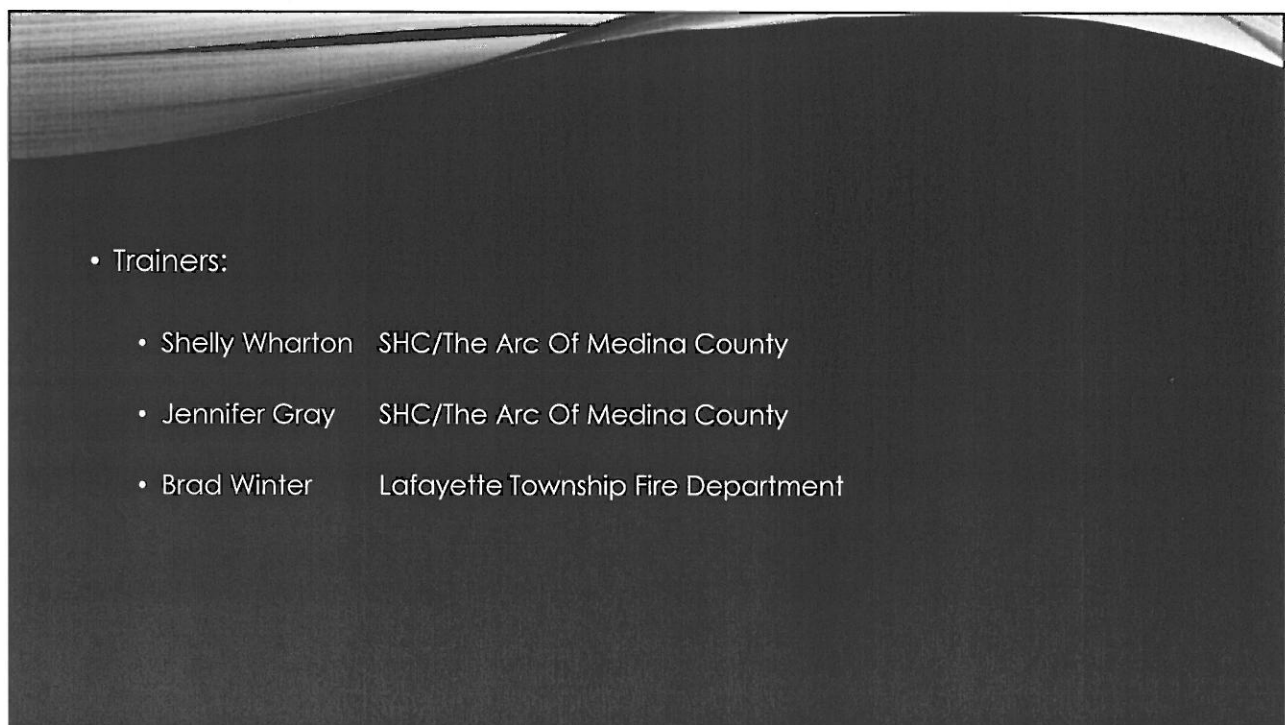 • Trainers:
• Shelly Wharton SHC/The Arc Of Medina County
• Jennifer Gray SHC/The Arc Of Medina County
• Brad Winter Lafayette Township Fire Department